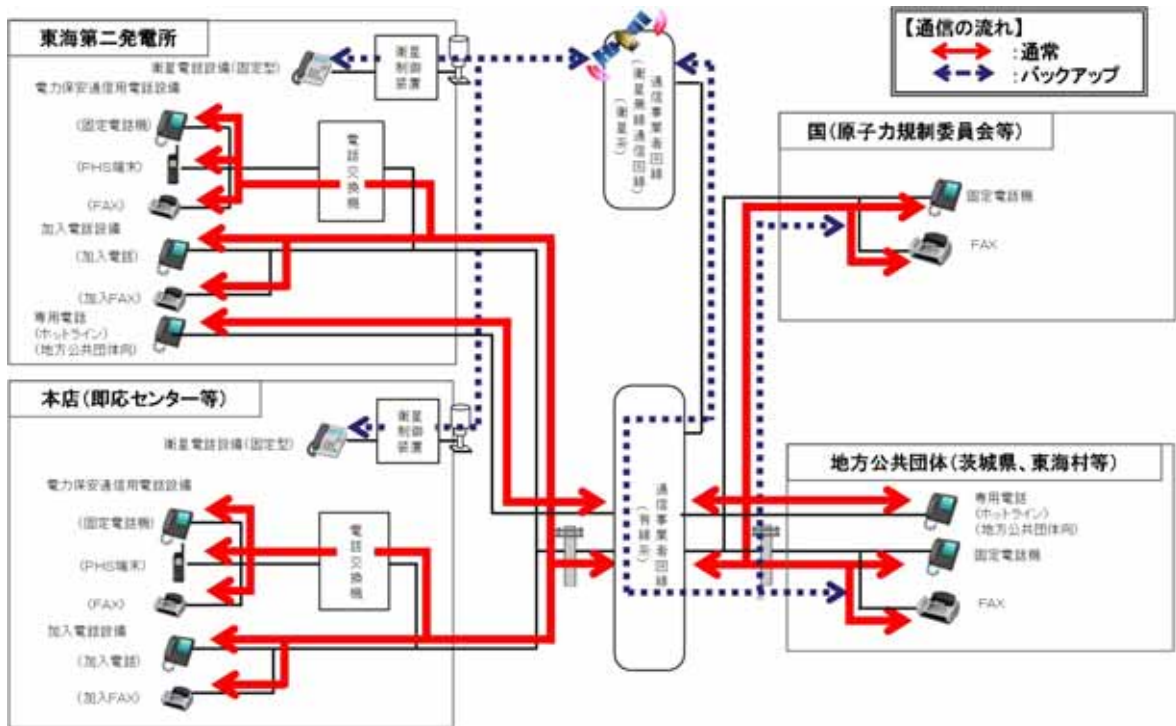 東海第二発電所
衛星電話設備(固定型)
衛星制御装置
電力保安通信用電話設備
(固定電話機)
(PHS端末)
(FAX)
電話交換機
加入電話設備
(加入電話)
(加入FAX)
専用電話
(ホットライン)
(地方公共団体向)
本店(即応センター等)
衛星電話設備(固定型)
衛星制御装置
電力保安通信用電話設備
(固定電話機)
(PHS端末)
(FAX)
電話交換機
加入電話設備
(加入電話)
(加入FAX)
通信事業者回線
(衛星無線通信回線)
(衛星系)
通信事業者回線
(有線系)
【通信の流れ】
:通常
:バックアップ
国(原子力規制委員会等)
固定電話機
FAX
地方公共団体(茨城県、東海村等)
専用電話
(ホットライン)
(地方公共団体向)
固定電話機
FAX